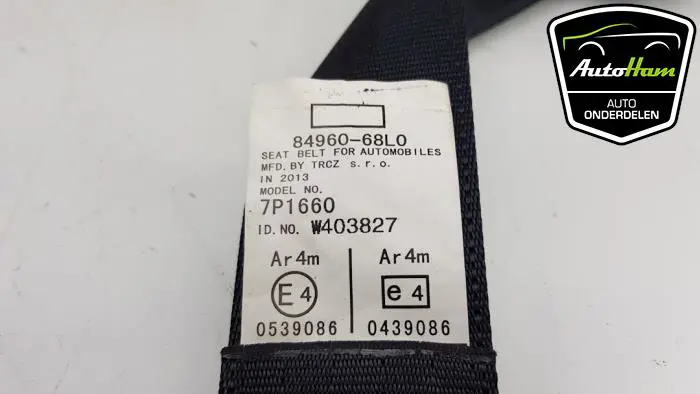 AutoHam
AUTO
ONDERDELEN
84960-68L0
SEAT BELT FOR AUTOMOBILES
MFD. BY TRCZ s.r.o.
IN 2013
MODEL NO.
7P1660
ID.NO. W403827
Ar4m Ar4m
E4 e4
0539086 0439086